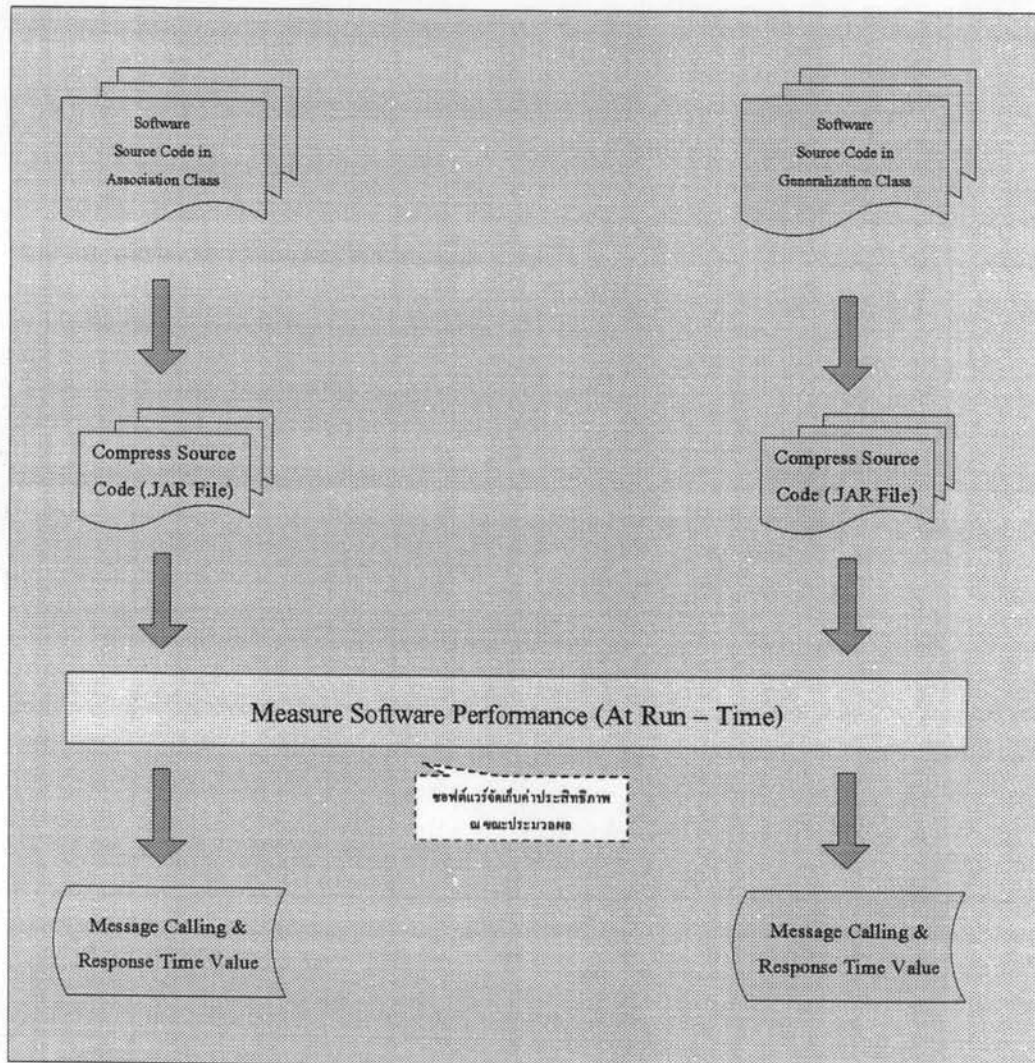 Software
Source Code in
Association Class
Software
Source Code in
Generalization Class
Compress Source
Code (.JAR File)
Compress Source
Code (.JAR File)
Measure Software Performance (At Run – Time)
ซอฟต์แวร์จัดเก็บค่าประสิทธิภาพ
ณ ขณะประมวลผล
Message Calling &
Response Time Value
Message Calling &
Response Time Value